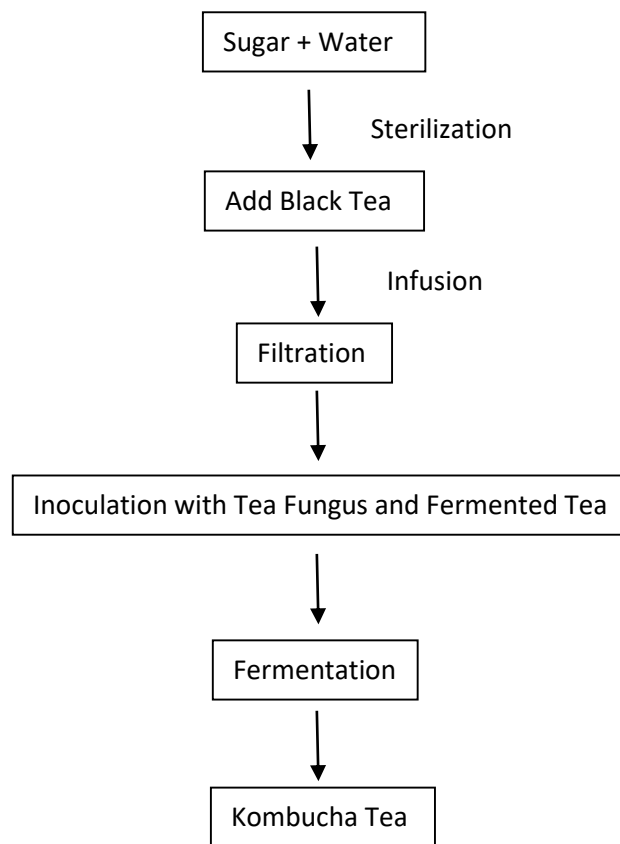 Sugar + Water
Sterilization
Add Black Tea
Infusion
Filtration
Inoculation with Tea Fungus and Fermented Tea
Fermentation
Kombucha Tea